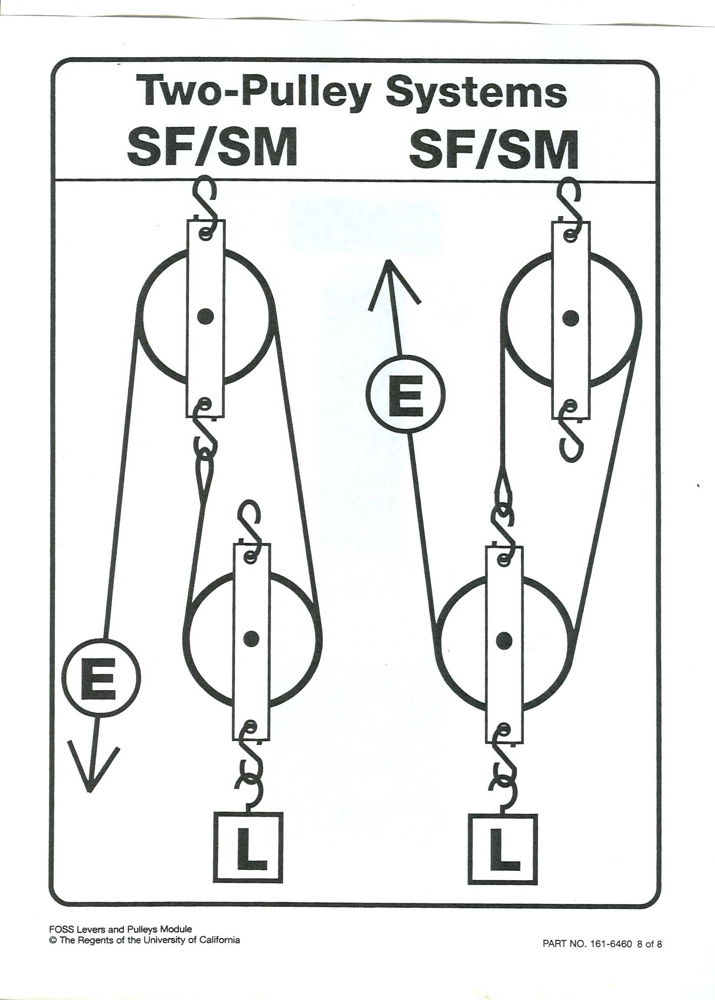 Two-Pulley Systems
SF/SM SF/SM
E
E
L L
FOSS Levers and Pulleys Module
© The Regents of the University of California
PART NO. 161-6460 8 of 8